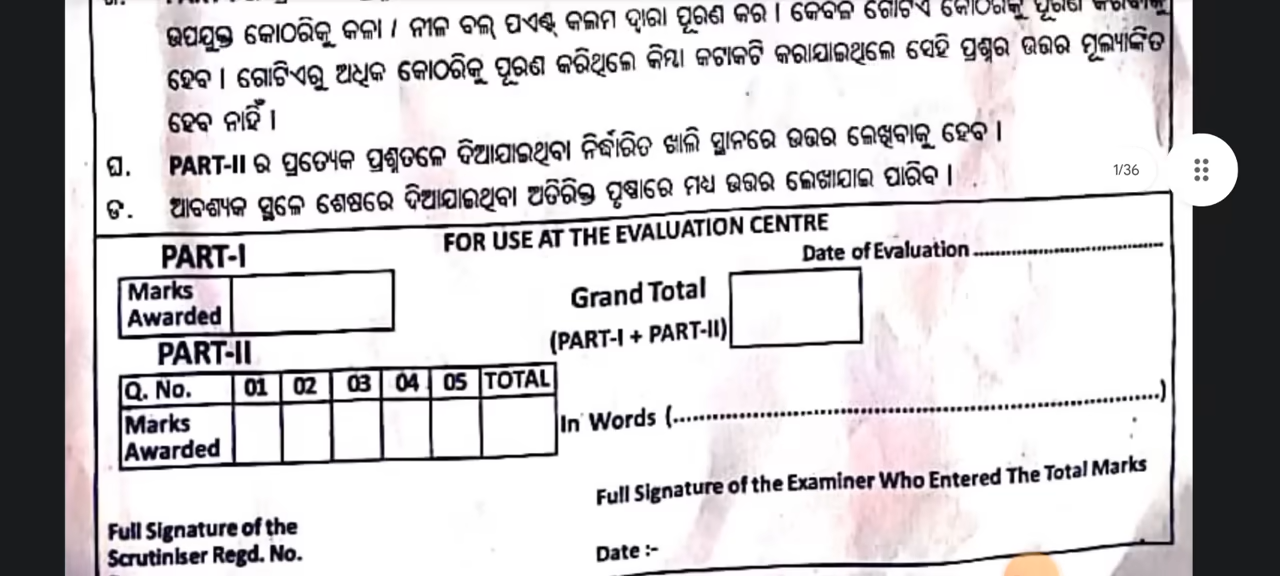 ଉପଯୁକ୍ତ କୋଠରିକୁ କଳା / ନୀଳ ବଲ୍ ପଏଣ୍ଟ୍ କଲମ ଦ୍ୱାରା ପୂରଣ କର । କେବଳ ଗୋଟିଏ କୋଠରିକୁ ପୂରଣ କରିବାକୁ
ହେବ । ଗୋଟିଏରୁ ଅଧିକ କୋଠରିକୁ ପୂରଣ କରିଥିଲେ କିମ୍ବା କଟାକଟି କରାଯାଇଥିଲେ ସେହି ପ୍ରଶ୍ନର ଉତ୍ତର ମୂଲ୍ୟାଙ୍କିତ
ହେବ ନାହିଁ ।
ଘ. PART-II ର ପ୍ରତ୍ୟେକ ପ୍ରଶ୍ନତଳେ ଦିଆଯାଇଥିବା ନିର୍ଦ୍ଧାରିତ ଖାଲି ସ୍ଥାନରେ ଉତ୍ତର ଲେଖିବାକୁ ହେବ ।
1/36
ଙ. ଆବଶ୍ୟକ ସ୍ଥଳେ ଶେଷରେ ଦିଆଯାଇଥିବା ଅତିରିକ୍ତ ପୃଷ୍ଠାରେ ମଧ୍ୟ ଉତ୍ତର ଲେଖାଯାଇ ପାରିବ ।
FOR USE AT THE EVALUATION CENTRE
PART-I
Date of Evaluation ........................................
Marks
Awarded
Grand Total
(PART-I + PART-II)
PART-II
Q. No. 01 02 03 04 05 TOTAL
Marks
Awarded
In Words (................................................................................)
Full Signature of the Examiner Who Entered The Total Marks
Full Signature of the
Scrutiniser Regd. No.
Date :-